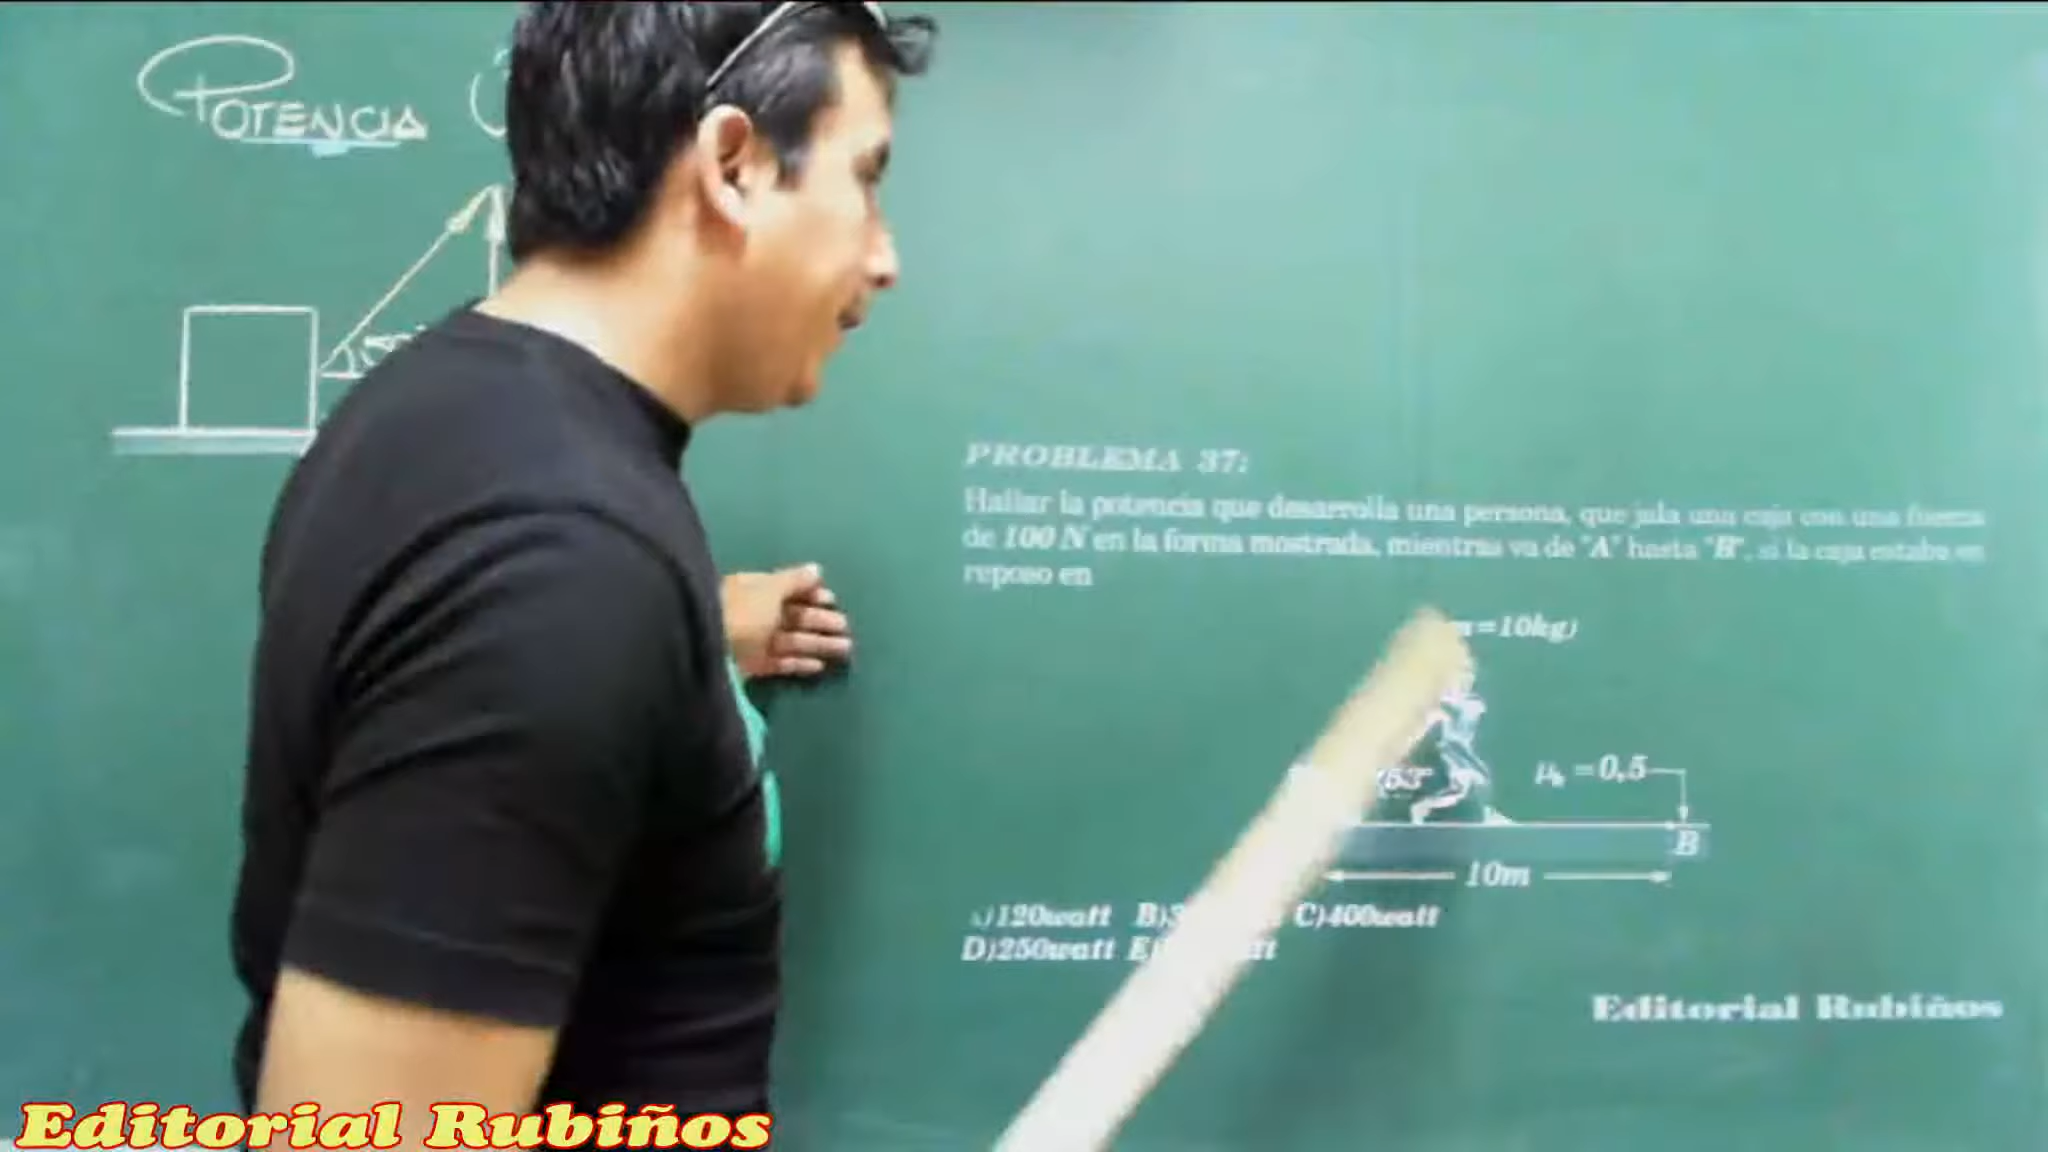 POTENCIA
PROBLEMA 37:
Hallar la potencia que desarrolla una persona, que jala una caja con una fuerza
de 100 N en la forma mostrada, mientras va de "A" hasta "B", si la caja estaba en
reposo en
=10kg)
53°
μk =0,5
B
10m
A)120watt B)3 C)400watt
D)250watt E) tt
Editorial Rubiños
Editorial Rubiños